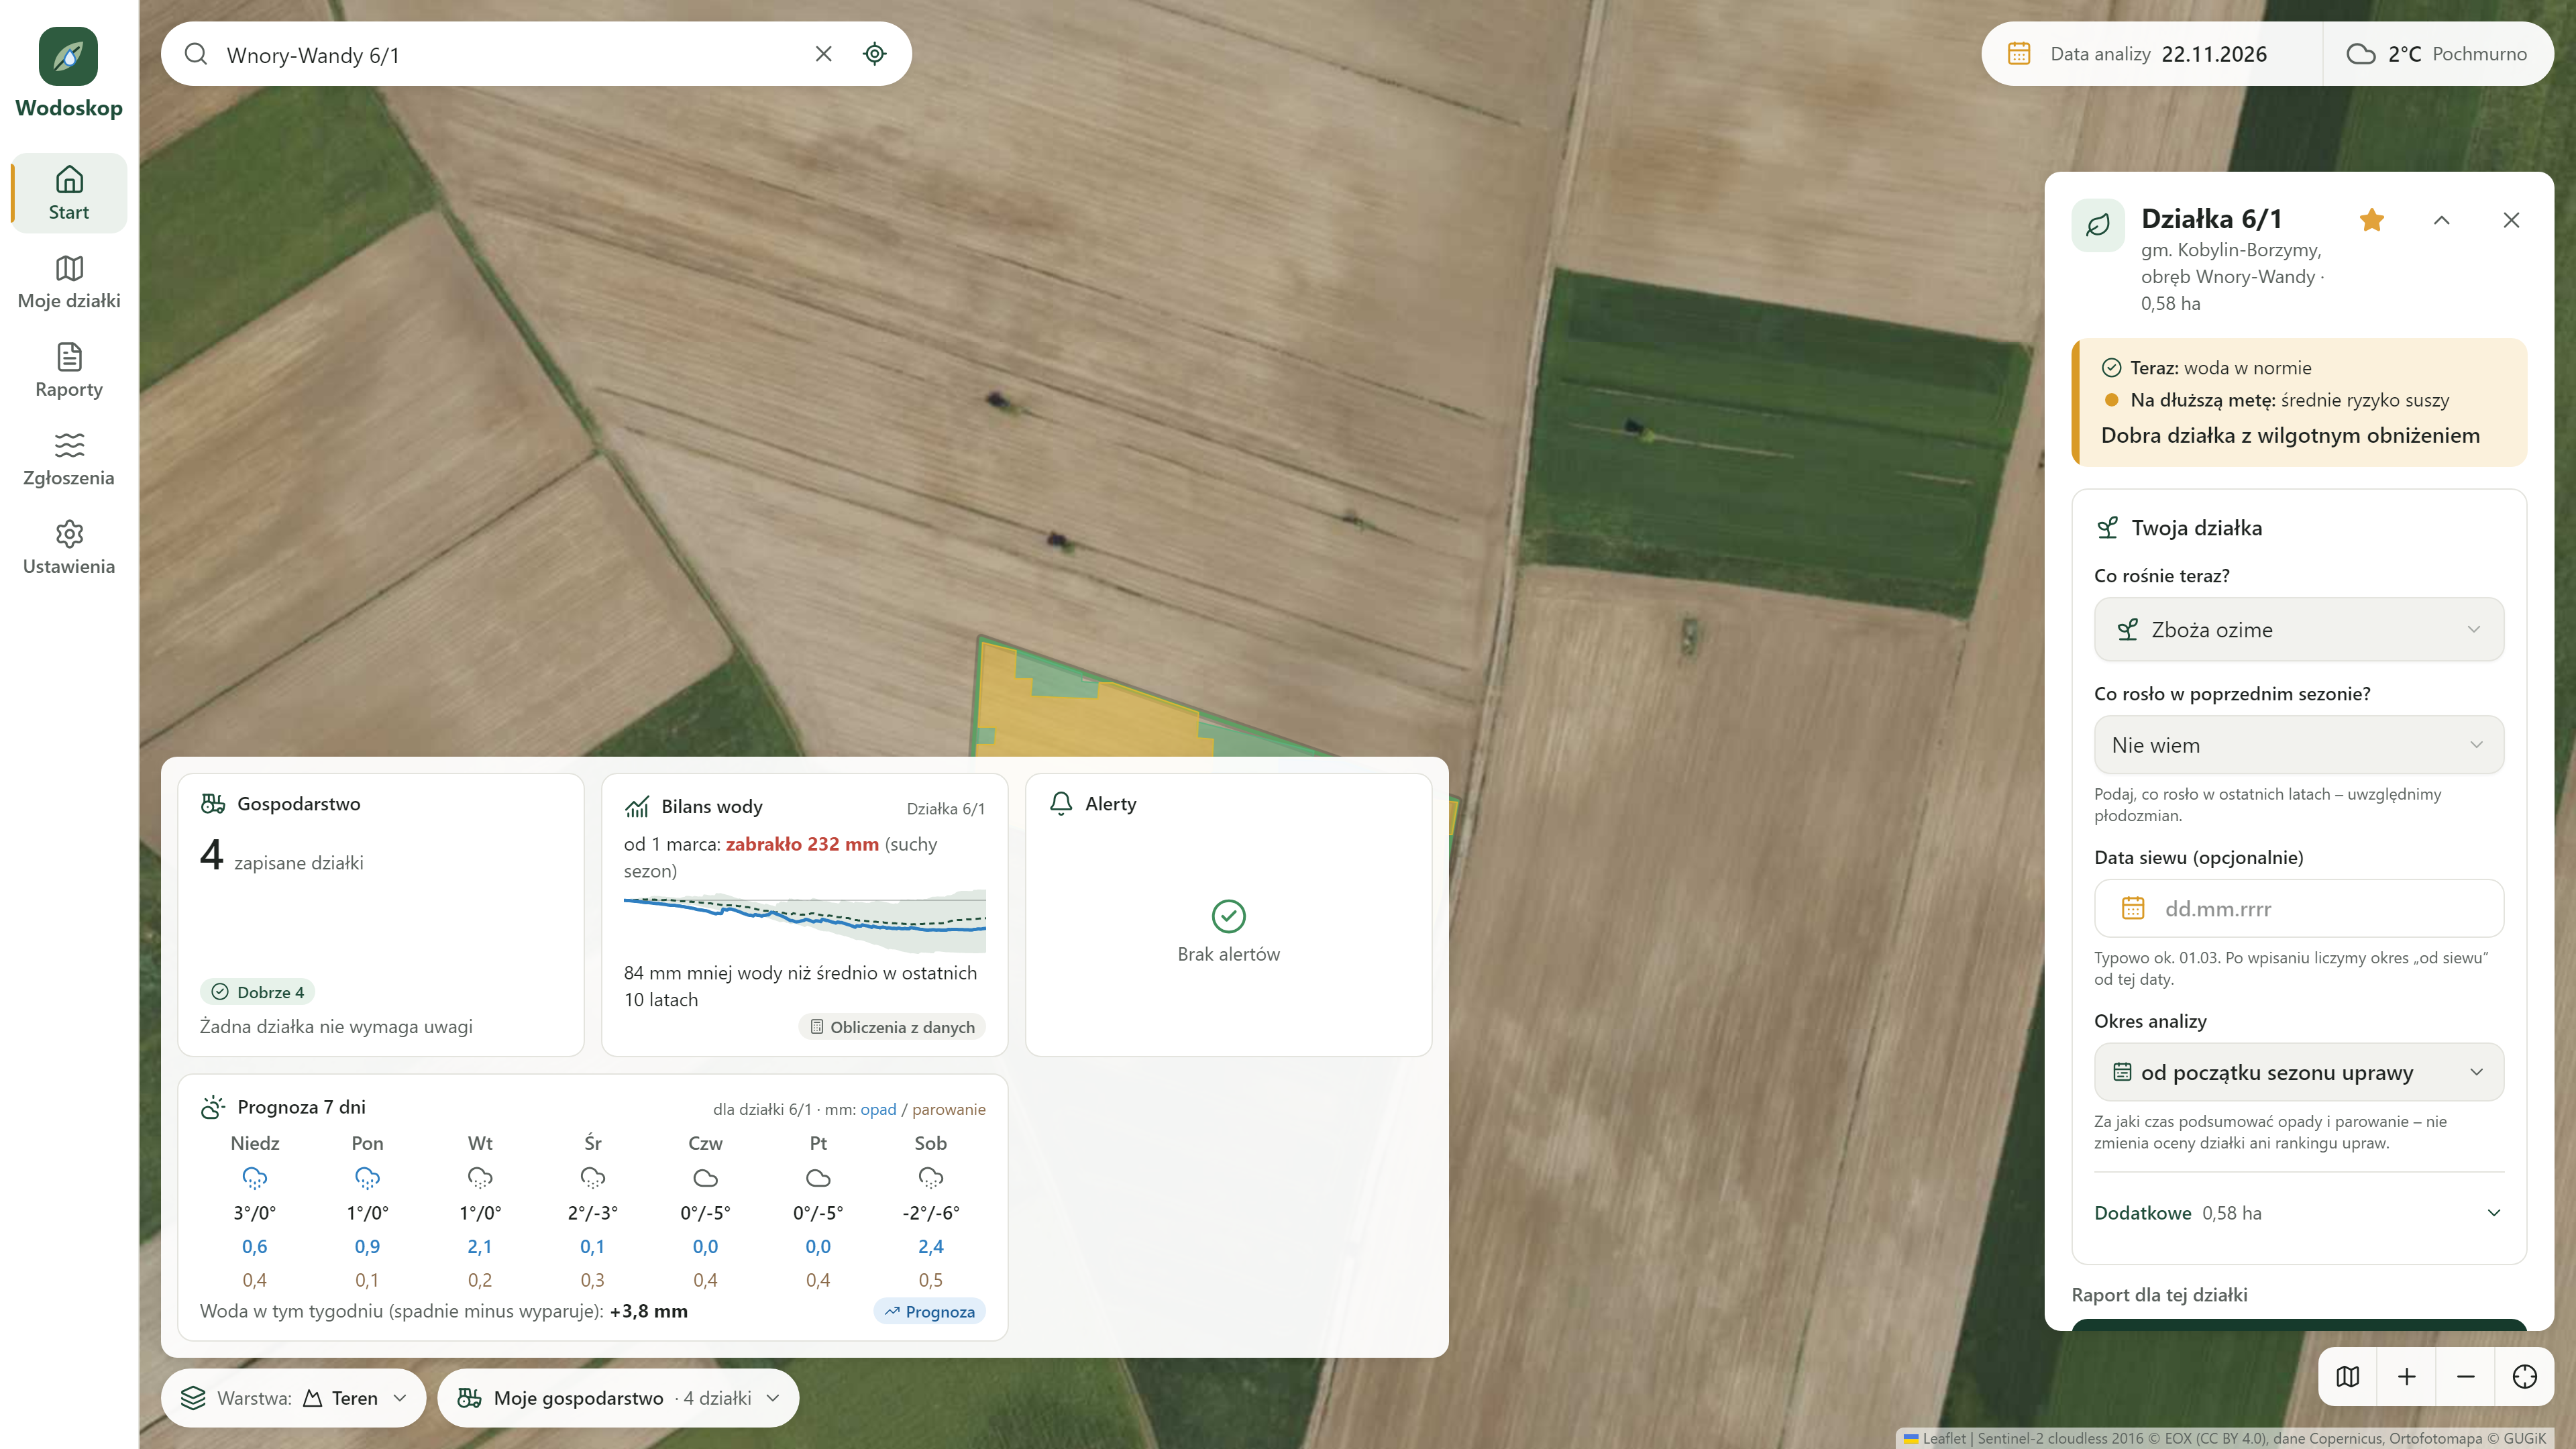 Wodoskop
Start
Moje działki
Raporty
Zgłoszenia
Ustawienia
Wnory-Wandy 6/1
Data analizy 22.11.2026
2°C Pochmurno
Działka 6/1
gm. Kobylin-Borzymy,
obręb Wnory-Wandy ·
0,58 ha
Teraz: woda w normie
Na dłuższą metę: średnie ryzyko suszy
Dobra działka z wilgotnym obniżeniem
Twoja działka
Co rośnie teraz?
Zboża ozime
Co rosło w poprzednim sezonie?
Nie wiem
Podaj, co rosło w ostatnich latach – uwzględnimy
płodozmian.
Data siewu (opcjonalnie)
dd.mm.rrrr
Typowo ok. 01.03. Po wpisaniu liczymy okres „od siewu”
od tej daty.
Okres analizy
od początku sezonu uprawy
Za jaki czas podsumować opady i parowanie – nie
zmienia oceny działki ani rankingu upraw.
Dodatkowe 0,58 ha
Raport dla tej działki
Gospodarstwo
4 zapisane działki
Dobrze 4
Żadna działka nie wymaga uwagi
Bilans wody Działka 6/1
od 1 marca: zabrakło 232 mm (suchy
sezon)
84 mm mniej wody niż średnio w ostatnich
10 latach
Obliczenia z danych
Alerty
Brak alertów
Prognoza 7 dni dla działki 6/1 · mm: opad / parowanie
Niedz Pon Wt Śr Czw Pt Sob
3°/0° 1°/0° 1°/0° 2°/-3° 0°/-5° 0°/-5° -2°/-6°
0,6 0,9 2,1 0,1 0,0 0,0 2,4
0,4 0,1 0,2 0,3 0,4 0,4 0,5
Woda w tym tygodniu (spadnie minus wyparuje): +3,8 mm
Prognoza
Warstwa: Teren
Moje gospodarstwo · 4 działki
Leaflet | Sentinel-2 cloudless 2016 © EOX (CC BY 4.0), dane Copernicus, Ortofotomapa © GUGiK